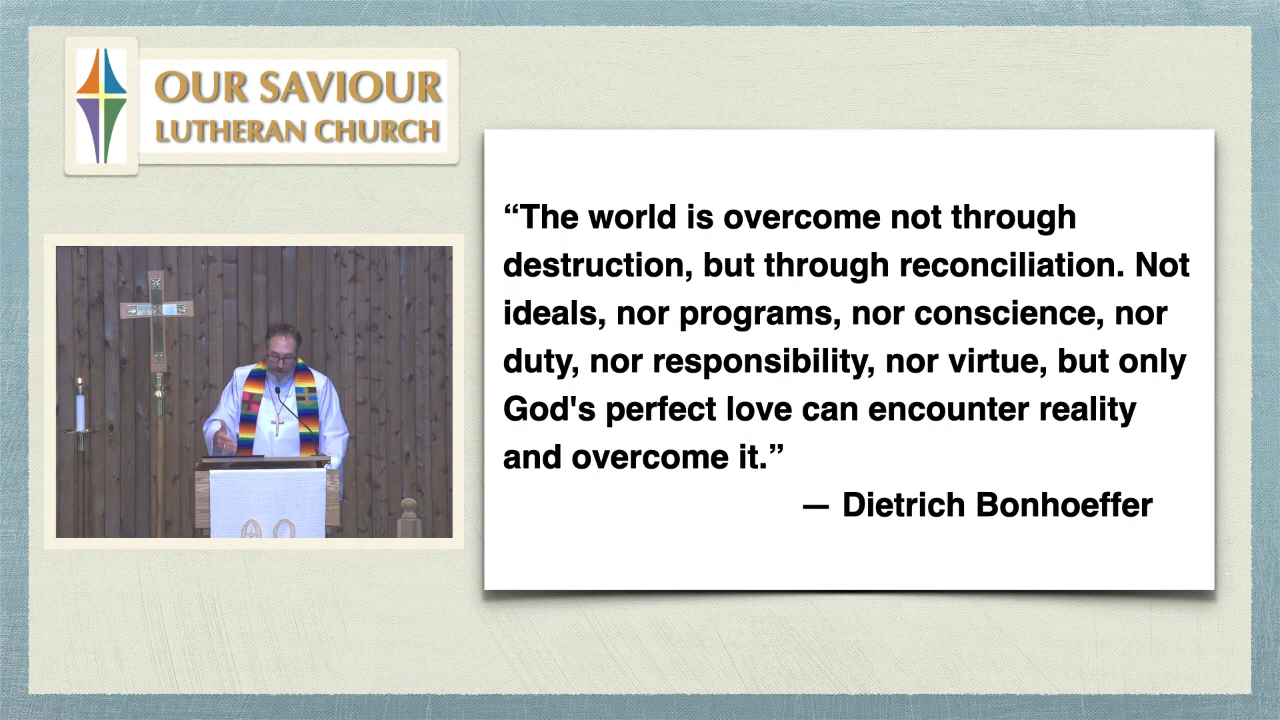 OUR SAVIOUR
LUTHERAN CHURCH
“The world is overcome not through
destruction, but through reconciliation. Not
ideals, nor programs, nor conscience, nor
duty, nor responsibility, nor virtue, but only
God's perfect love can encounter reality
and overcome it.”
— Dietrich Bonhoeffer